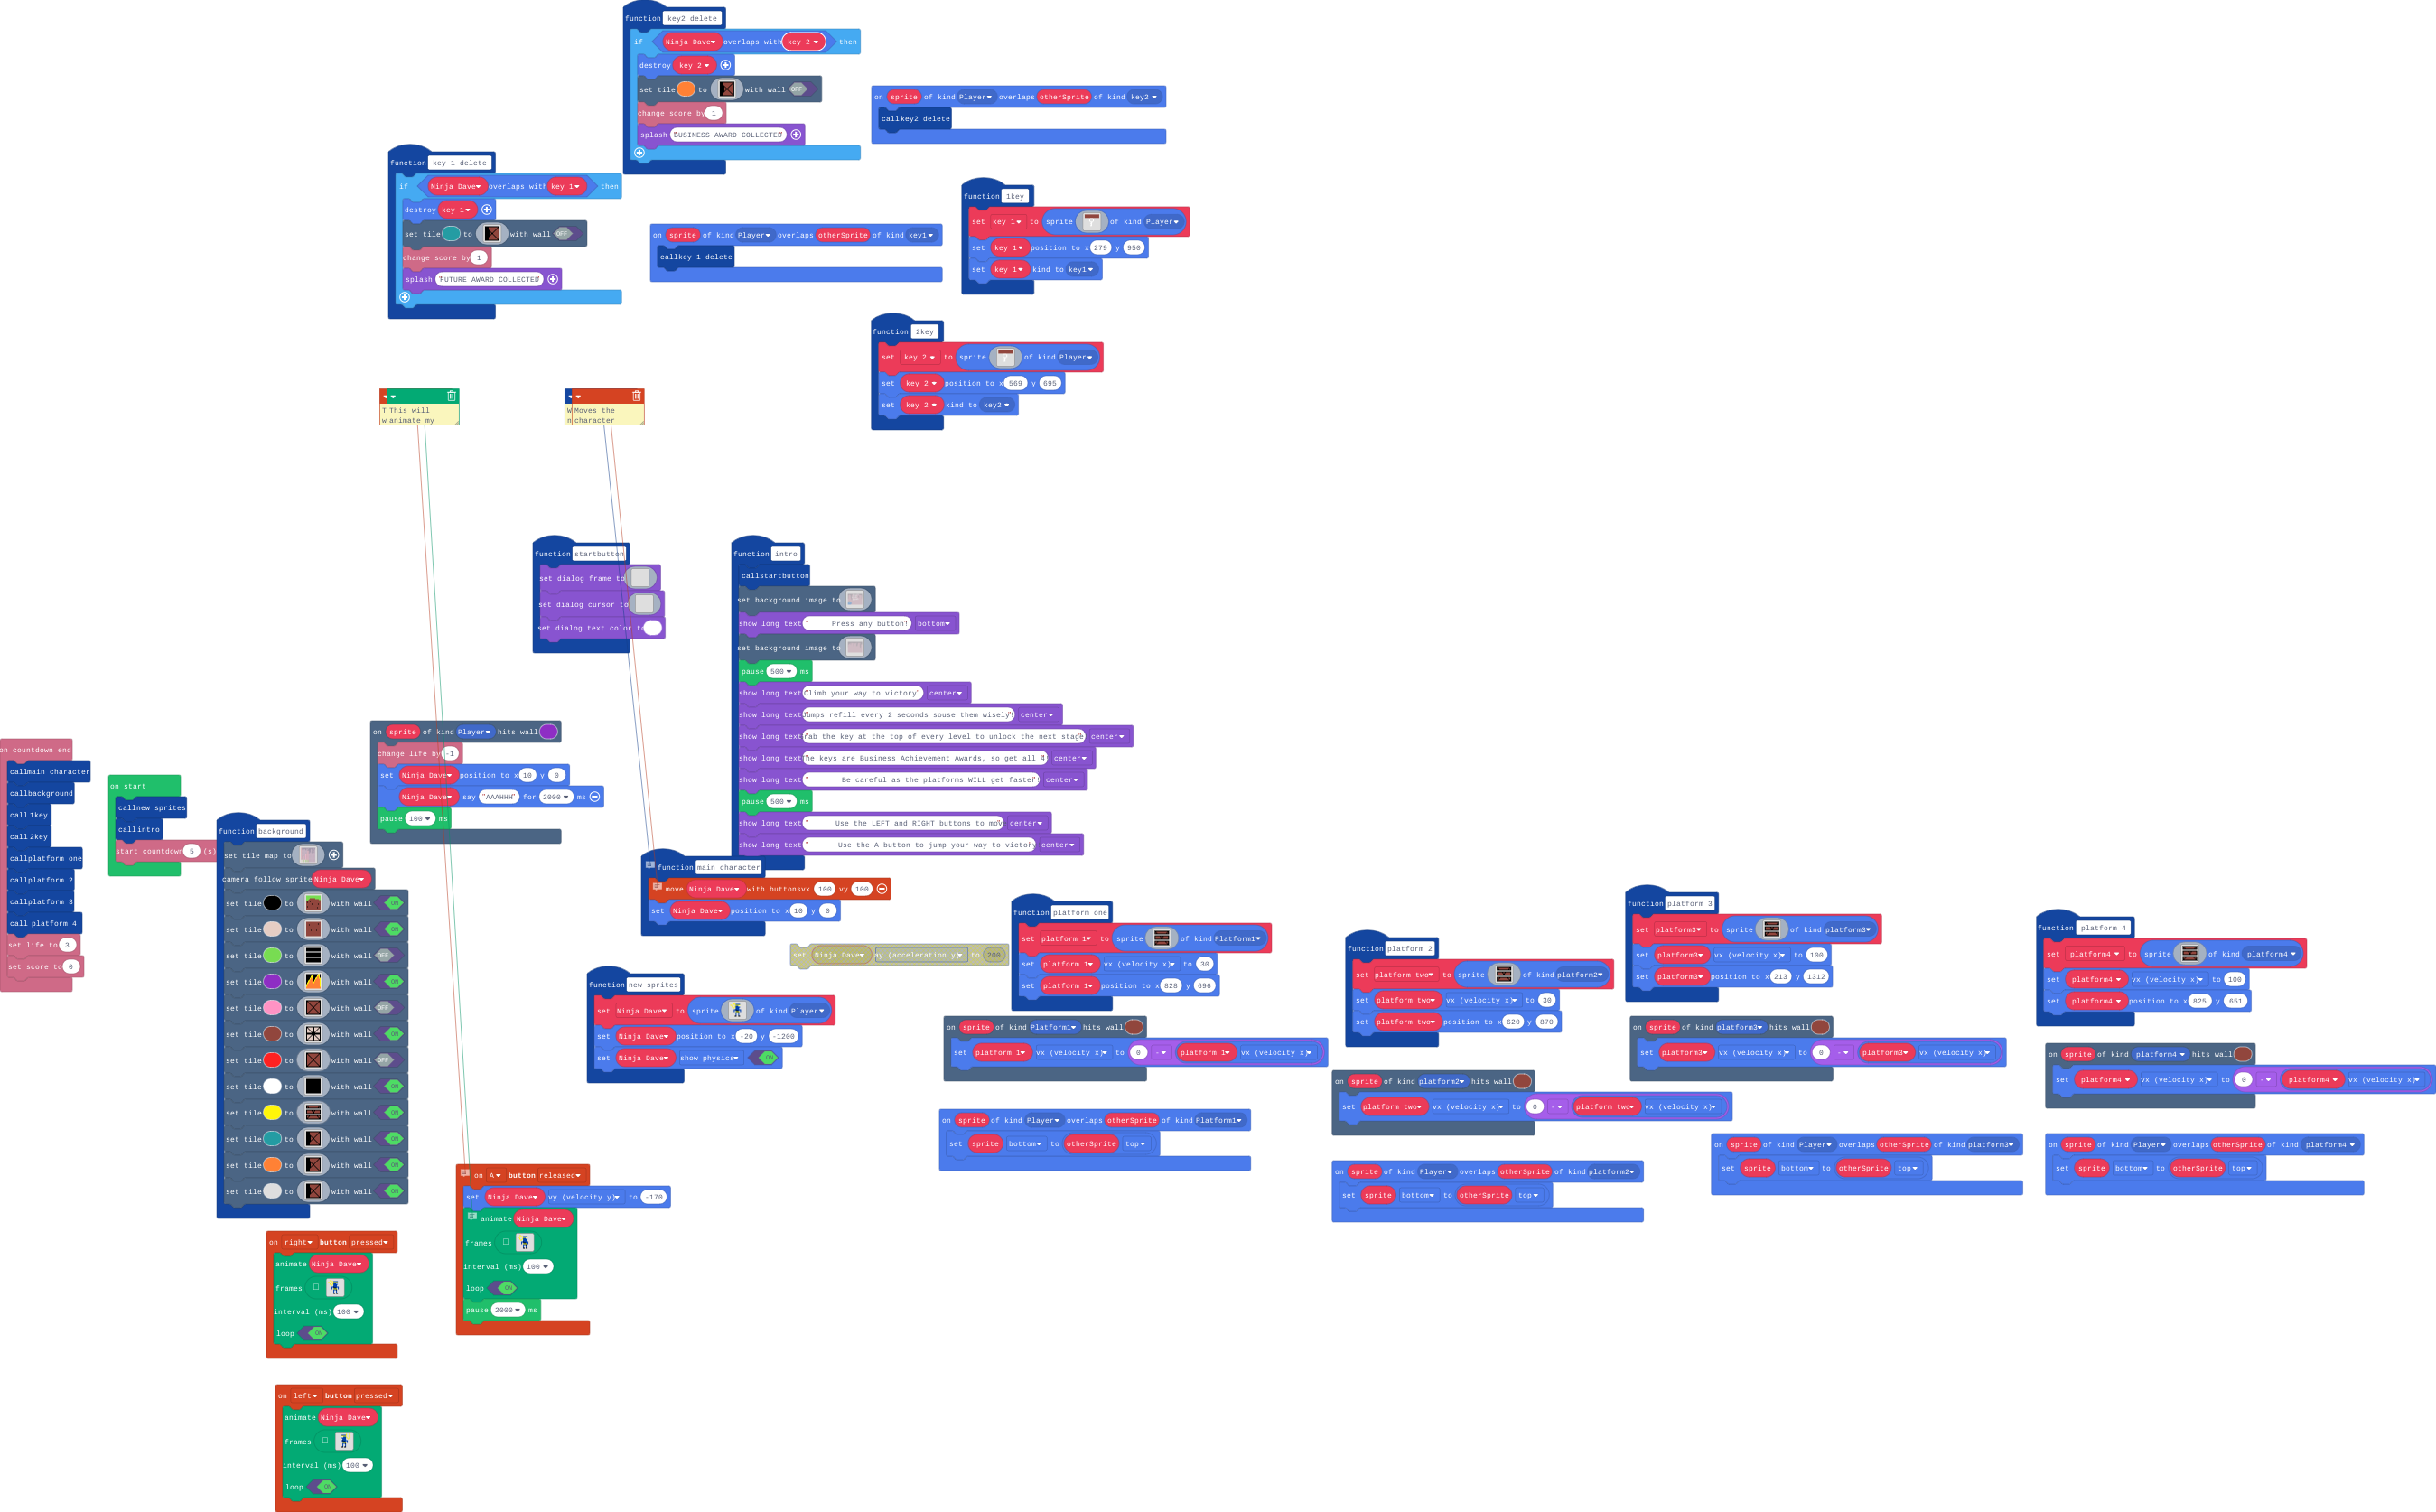 function key2 delete
if Ninja Dave overlaps with key 2 then
destroy key 2
set tile to with wall OFF
change score by 1
splash "BUSINESS AWARD COLLECTED"
on sprite of kind Player overlaps otherSprite of kind key2
call key2 delete
function key 1 delete
if Ninja Dave overlaps with key 1 then
destroy key 1
set tile to with wall OFF
change score by 1
splash "FUTURE AWARD COLLECTED"
on sprite of kind Player overlaps otherSprite of kind key1
call key 1 delete
function 1key
set key 1 to sprite of kind Player
set key 1 position to x 279 y 950
set key 1 kind to key1
function 2key
set key 2 to sprite of kind Player
set key 2 position to x 569 y 695
set key 2 kind to key2
This will
animate my
Moves the
character
function startbutton
set dialog frame to
set dialog cursor to
set dialog text color to
function intro
call startbutton
set background image to
show long text " Press any button" bottom
set background image to
pause 500 ms
show long text "Climb your way to victory" center
show long text Jumps refill every 2 seconds souse them wisely" center
show long text the key at the top of every level to unlock the next stage center
show long text keys are Business Achievement Awards, so get all 4 center
show long text " Be careful as the platforms WILL get faster" center
pause 500 ms
show long text " Use the LEFT and RIGHT buttons to mov center
show long text " Use the A button to jump your way to victory center
on sprite of kind Player hits wall
change life by -1
set Ninja Dave position to x 10 y 0
Ninja Dave say "AAAHHH" for 2000 ms
pause 100 ms
on countdown end
call main character
call background
call 1key
call 2key
call platform one
call platform 2
call platform 3
call platform 4
set life to 3
set score to 0
on start
call new sprites
call intro
start countdown 5 (s)
function background
set tile map to
camera follow sprite Ninja Dave
set tile to with wall ON
set tile to with wall ON
set tile to with wall OFF
set tile to with wall ON
set tile to with wall OFF
set tile to with wall ON
set tile to with wall OFF
set tile to with wall ON
set tile to with wall ON
set tile to with wall ON
set tile to with wall ON
set tile to with wall ON
function main character
move Ninja Dave with buttons vx 100 vy 100
set Ninja Dave position to x 10 y 0
set Ninja Dave ay (acceleration y) to 200
function new sprites
set Ninja Dave to sprite of kind Player
set Ninja Dave position to x -20 y -1200
set Ninja Dave show physics ON
function platform one
set platform 1 to sprite of kind Platform1
set platform 1 vx (velocity x) to 30
set platform 1 position to x 828 y 696
on sprite of kind Platform1 hits wall
set platform 1 vx (velocity x) to 0 - platform 1 vx (velocity x)
on sprite of kind Player overlaps otherSprite of kind Platform1
set sprite bottom to otherSprite top
function platform 2
set platform two to sprite of kind platform2
set platform two vx (velocity x) to 30
set platform two position to x 620 y 870
on sprite of kind platform2 hits wall
set platform two vx (velocity x) to 0 - platform two vx (velocity x)
on sprite of kind Player overlaps otherSprite of kind platform2
set sprite bottom to otherSprite top
function platform 3
set platform3 to sprite of kind platform3
set platform3 vx (velocity x) to 100
set platform3 position to x 213 y 1312
on sprite of kind platform3 hits wall
set platform3 vx (velocity x) to 0 - platform3 vx (velocity x)
on sprite of kind Player overlaps otherSprite of kind platform3
set sprite bottom to otherSprite top
function platform 4
set platform4 to sprite of kind platform4
set platform4 vx (velocity x) to 100
set platform4 position to x 825 y 651
on sprite of kind platform4 hits wall
set platform4 vx (velocity x) to 0 - platform4 vx (velocity x)
on sprite of kind Player overlaps otherSprite of kind platform4
set sprite bottom to otherSprite top
on A button released
set Ninja Dave vy (velocity y) to -170
animate Ninja Dave
frames
interval (ms) 100
loop ON
pause 2000 ms
on right button pressed
animate Ninja Dave
frames
interval (ms) 100
loop ON
on left button pressed
animate Ninja Dave
frames
interval (ms) 100
loop ON